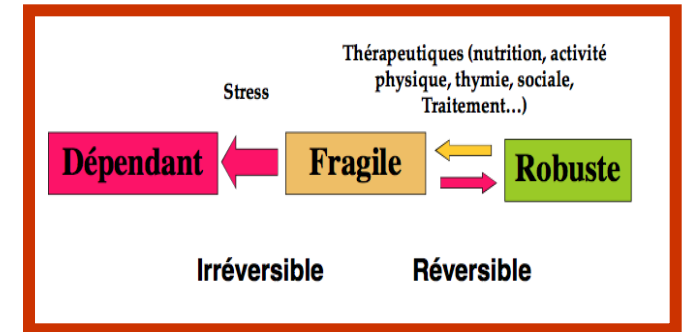 Thérapeutiques (nutrition, activité
physique, thymie, sociale,
Traitement...)
Stress
Dépendant
Fragile
Robuste
Irréversible
Réversible